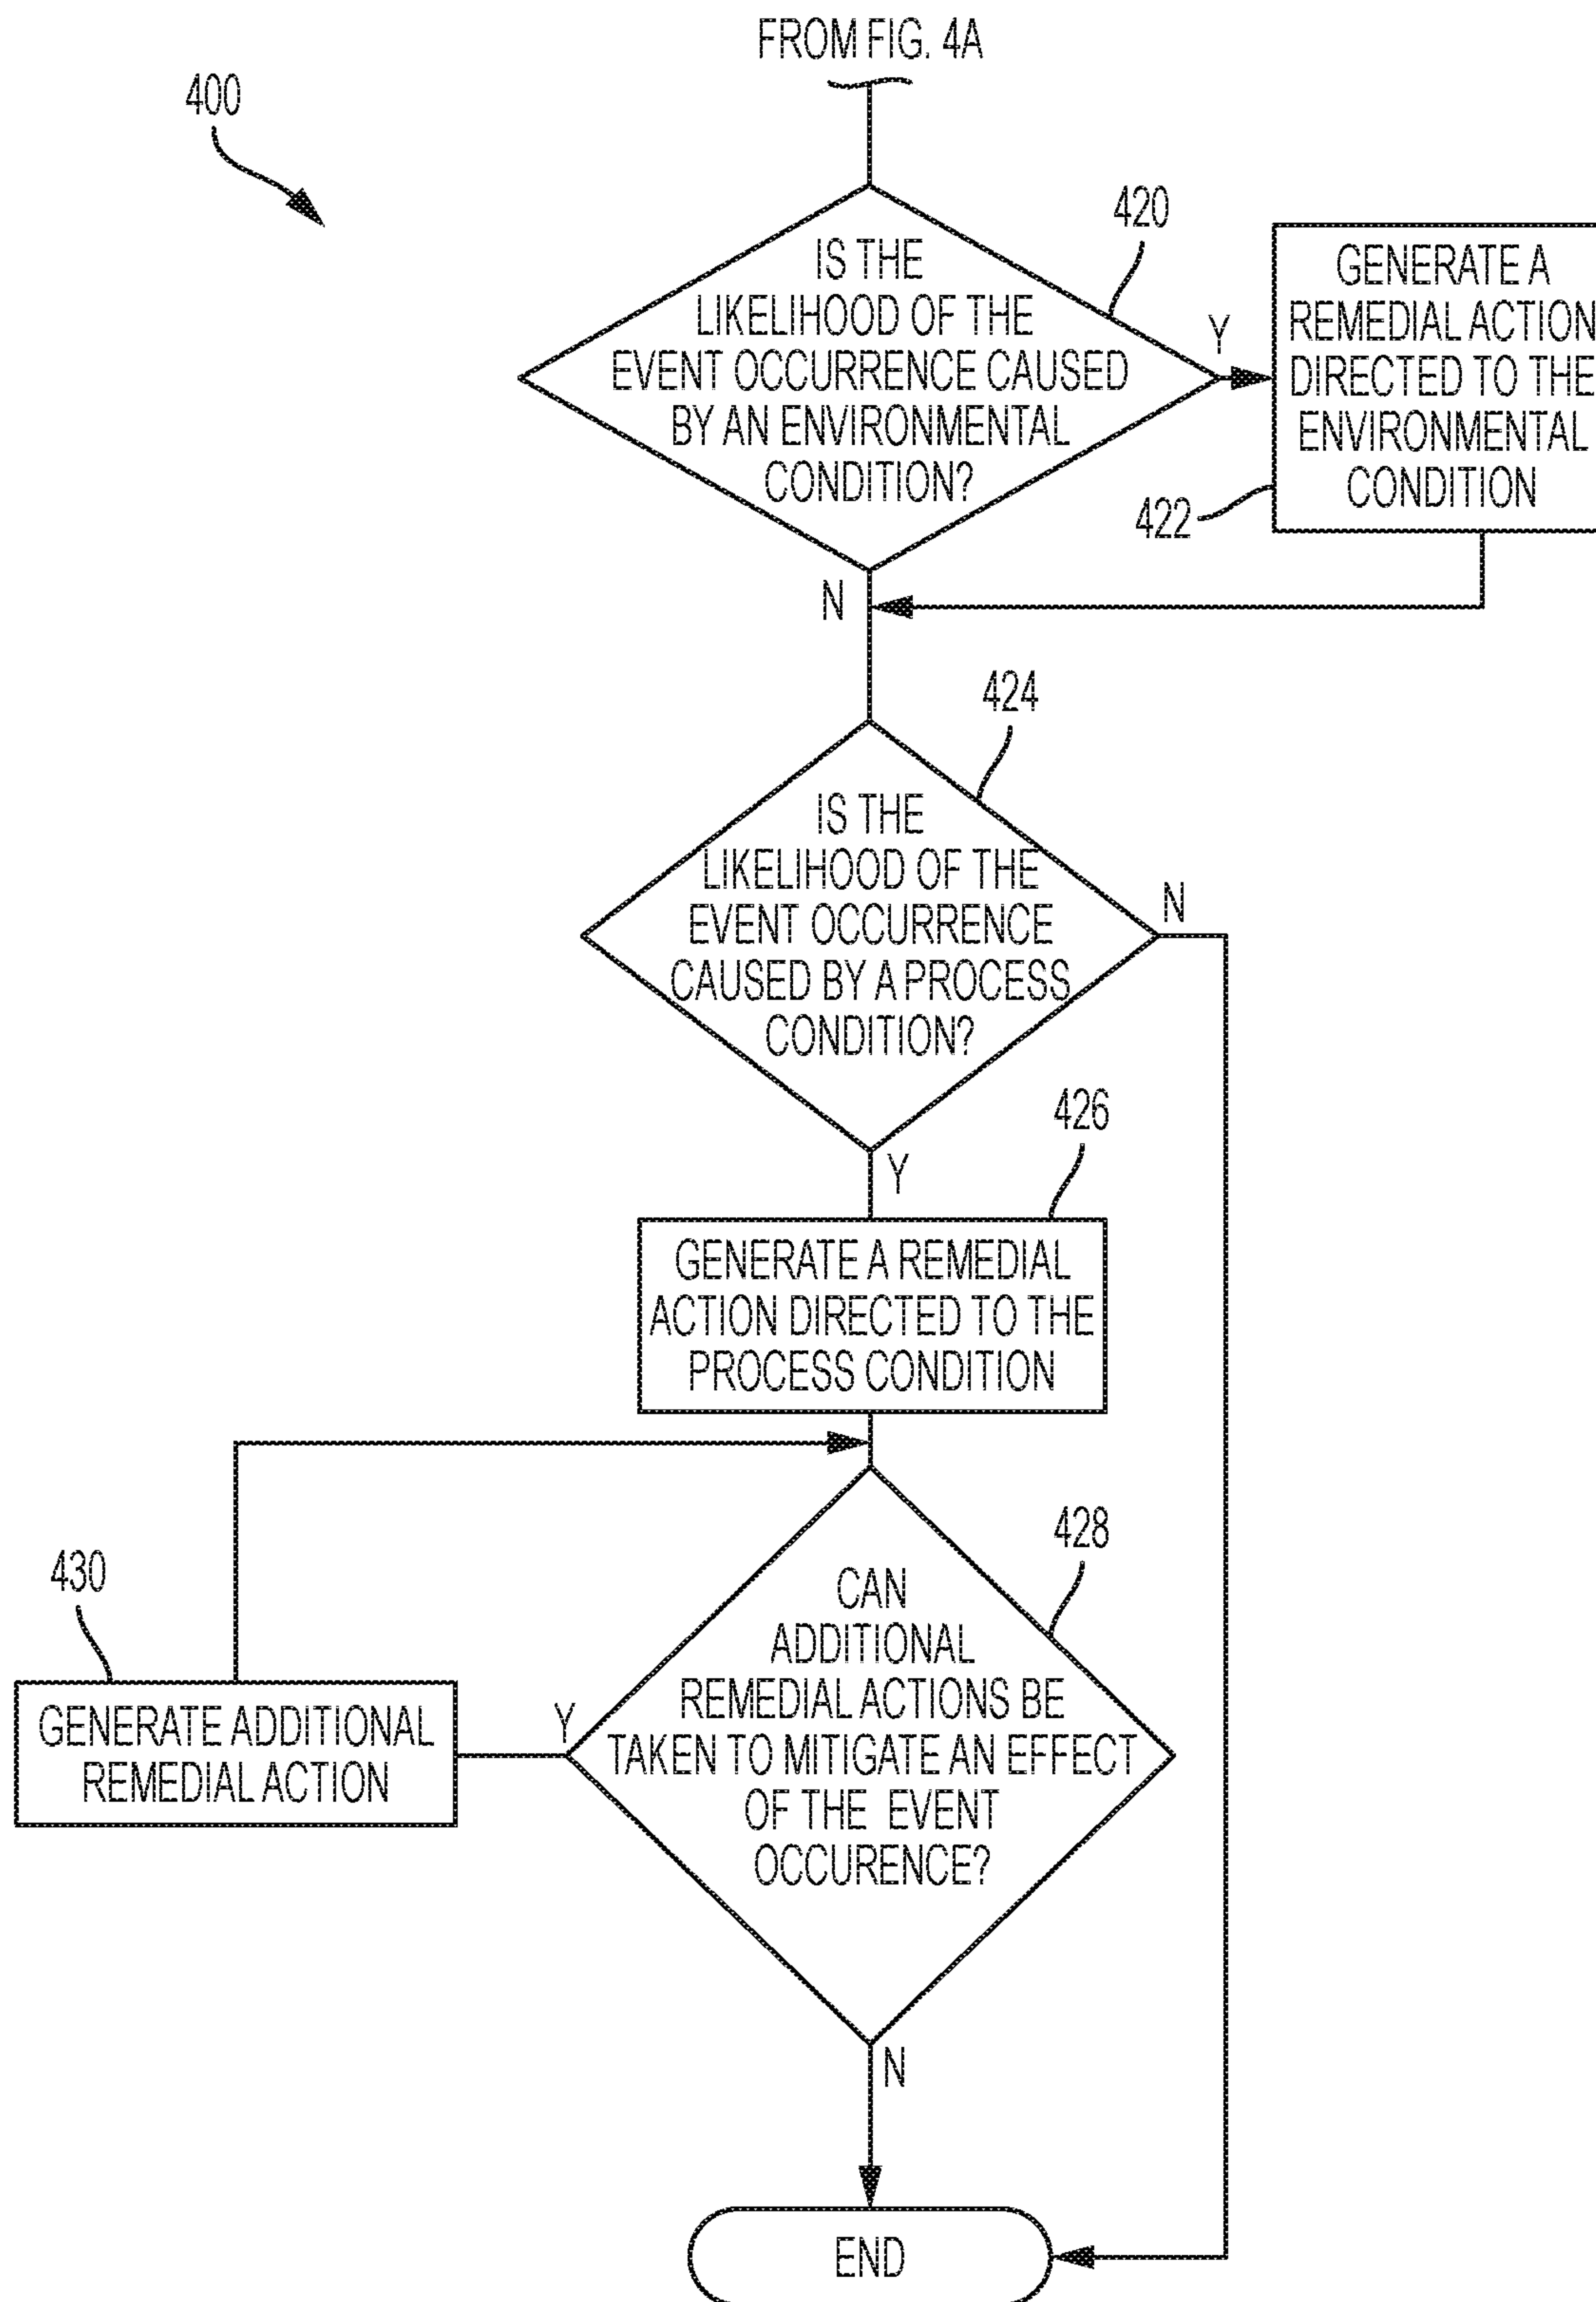 FROM FIG. 4A
400
420
IS THE
LIKELIHOOD OF THE
EVENT OCCURRENCE CAUSED
BY AN ENVIRONMENTAL
CONDITION?
Y
GENERATE A
REMEDIAL ACTION
DIRECTED TO THE
ENVIRONMENTAL
CONDITION
422
N
424
IS THE
LIKELIHOOD OF THE
EVENT OCCURRENCE
CAUSED BY A PROCESS
CONDITION?
N
Y
426
GENERATE A REMEDIAL
ACTION DIRECTED TO THE
PROCESS CONDITION
428
CAN
ADDITIONAL
REMEDIAL ACTIONS BE
TAKEN TO MITIGATE AN EFFECT
OF THE EVENT
OCCURENCE?
Y
430
GENERATE ADDITIONAL
REMEDIAL ACTION
N
END